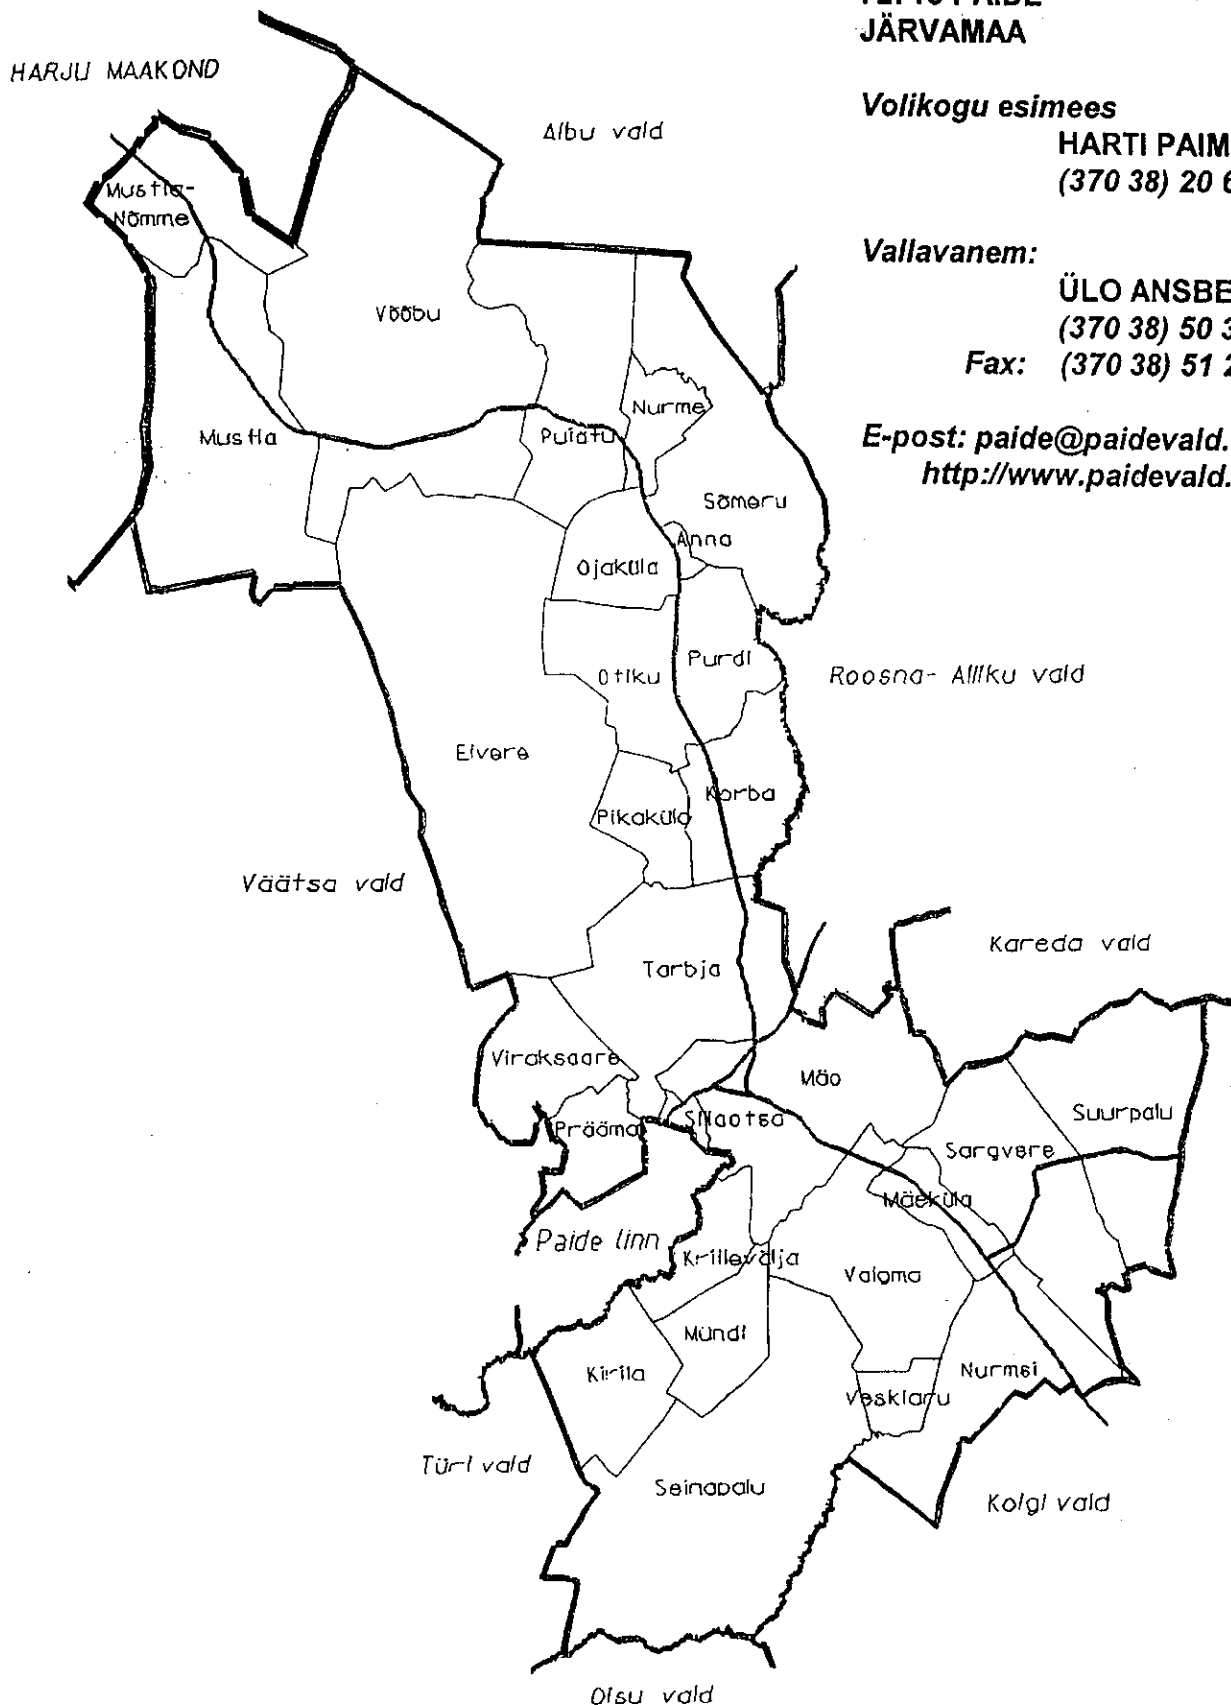 JÄRVAMAA
HARJU MAAKOND
Volikogu esimees
Albu vald
HARTI PAIM
(370 38) 20 6
Mustla-
Nõmme
Vallavanem:
ÜLO ANSBE
Vööbu
(370 38) 50 3
Fax: (370 38) 51 2
Nurme
Mustla
Puiatu
E-post: paide@paidevald.
http://www.paidevald.
Sõmeru
Anna
Ojaküla
Purdi
Otiku
Roosna- Alliku vald
Eivere
Korba
Pikaküla
Väätsa vald
Kareda vald
Tarbja
Viraksaare
Mäo
Suurpalu
Sillaotsa
Prääma
Sargvere
Mäeküla
Paide linn
Krillevälja
Valgma
Mündi
Kirila
Nurmsi
Veskiaru
Türi vald
Seinapalu
Koigi vald
Oisu vald